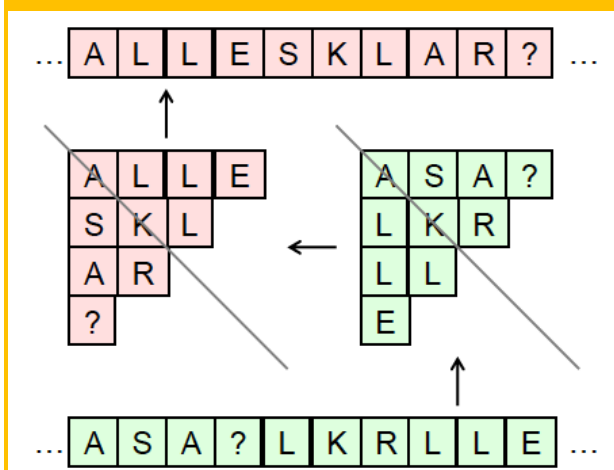 ... A L L E S K L A R ? ...
A L L E
S K L
A R
?
A S A ?
L K R
L L
E
... A S A ? L K R L L E ...